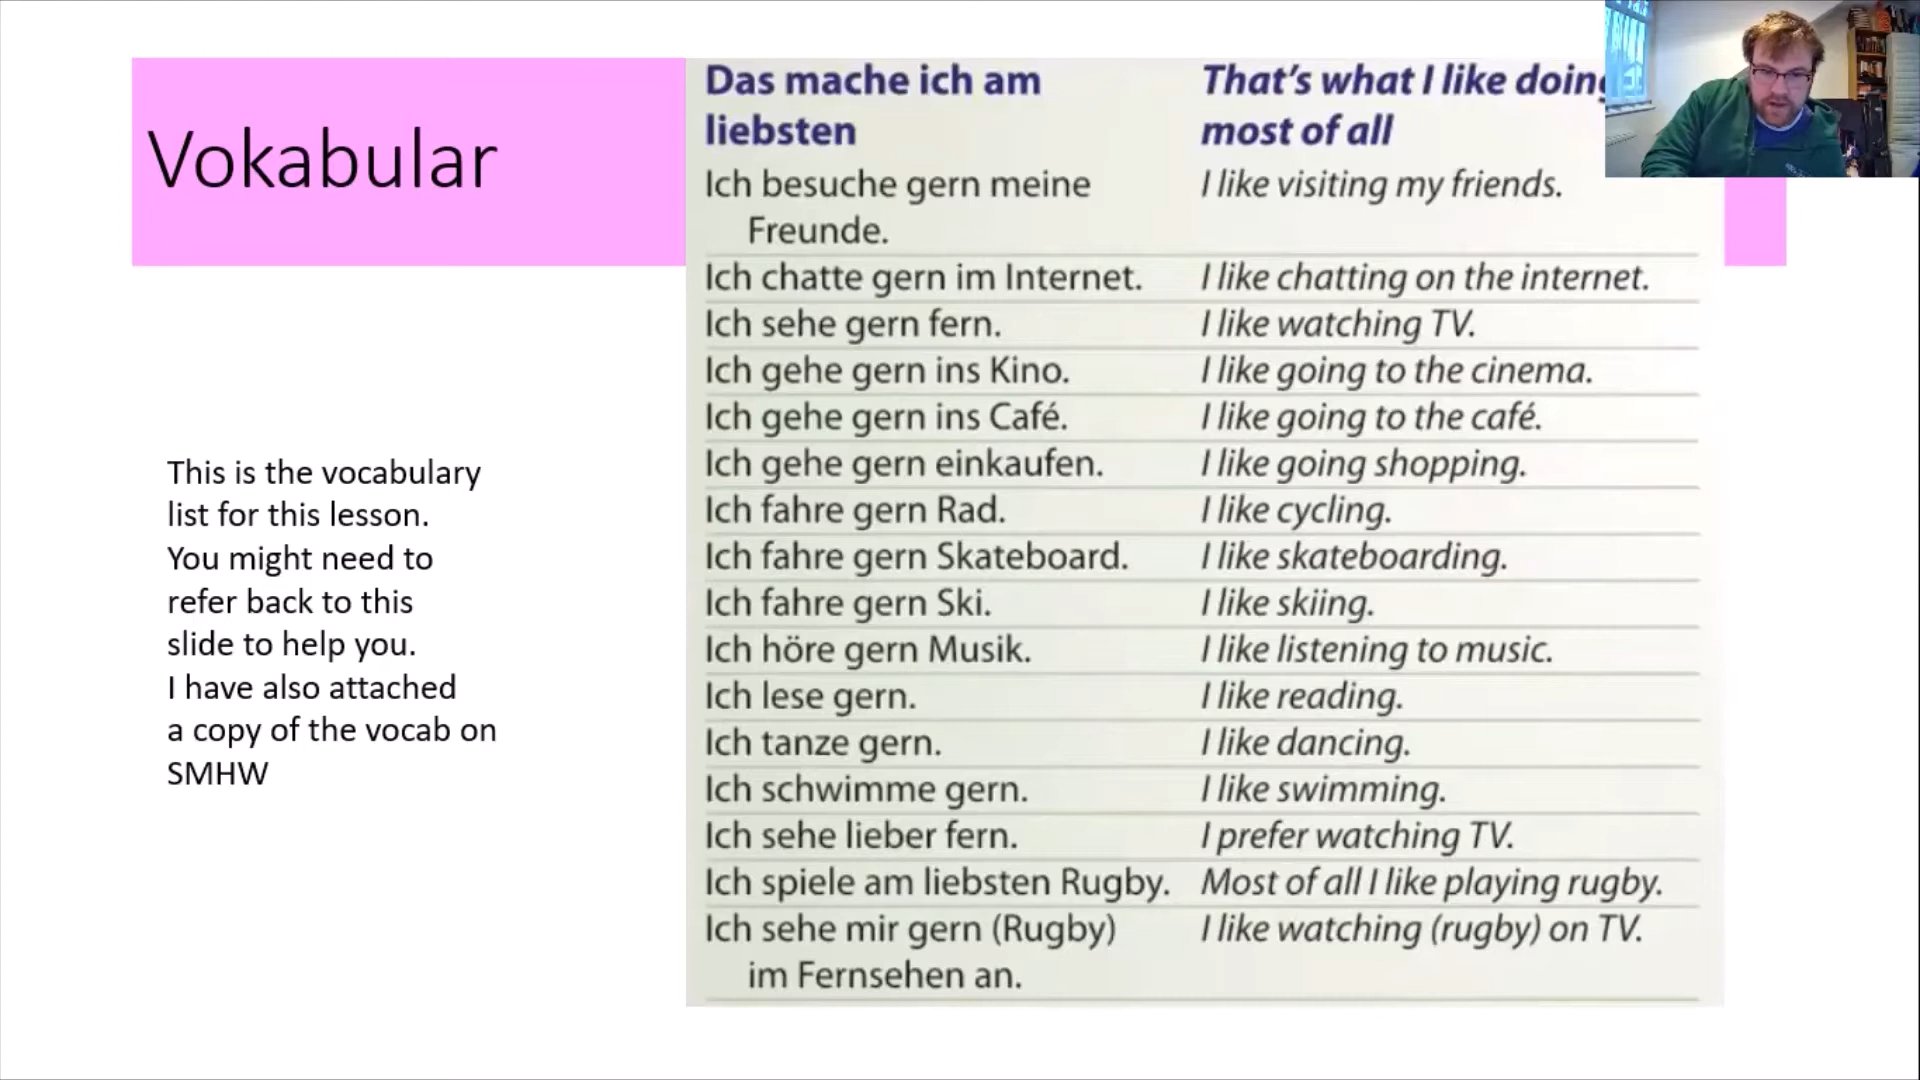 Vokabular
This is the vocabulary
list for this lesson.
You might need to
refer back to this
slide to help you.
I have also attached
a copy of the vocab on
SMHW
Das mache ich am
liebsten
That's what I like doing
most of all
Ich besuche gern meine
Freunde.
I like visiting my friends.
Ich chatte gern im Internet.
I like chatting on the internet.
Ich sehe gern fern.
I like watching TV.
Ich gehe gern ins Kino.
I like going to the cinema.
Ich gehe gern ins Café.
I like going to the café.
Ich gehe gern einkaufen.
I like going shopping.
Ich fahre gern Rad.
I like cycling.
Ich fahre gern Skateboard.
I like skateboarding.
Ich fahre gern Ski.
I like skiing.
Ich höre gern Musik.
I like listening to music.
Ich lese gern.
I like reading.
Ich tanze gern.
I like dancing.
Ich schwimme gern.
I like swimming.
Ich sehe lieber fern.
I prefer watching TV.
Ich spiele am liebsten Rugby.
Most of all I like playing rugby.
Ich sehe mir gern (Rugby)
im Fernsehen an.
I like watching (rugby) on TV.